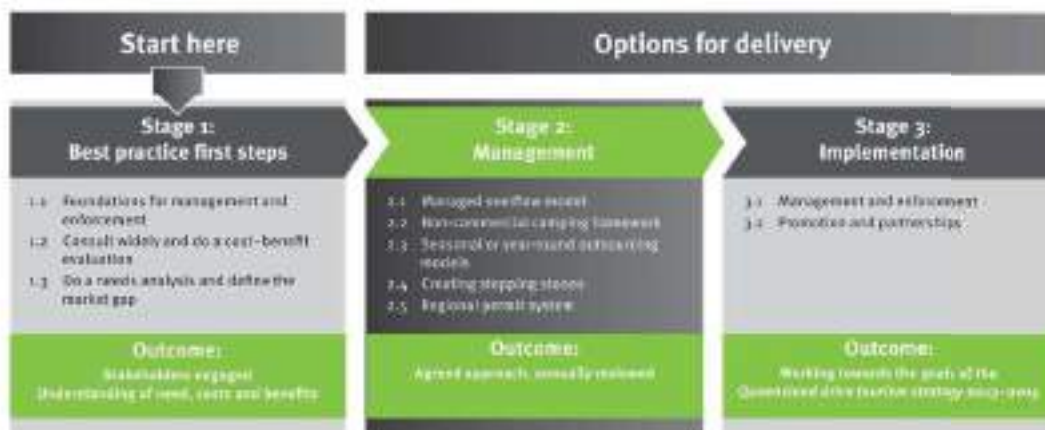 Start here
Options for delivery
Stage 1:
Best practice first steps
1.1 Foundations for management and
enforcement
1.2 Consult widely and do a cost-benefit
evaluation
1.3 Do a needs analysis and define the
market gap
Outcome:
Stakeholders engaged
Understanding of need, costs and benefits
Stage 2:
Management
2.1 Managed overflow model
2.2 Non-commercial camping framework
2.3 Seasonal or year-round outsourcing
models
2.4 Creating stepping stones
2.5 Regional permit system
Outcome:
Agreed approach, annually reviewed
Stage 3:
Implementation
3.1 Management and enforcement
3.2 Promotion and partnerships
Outcome:
Working towards the goals of the
Queensland drive tourism strategy 2013-2015